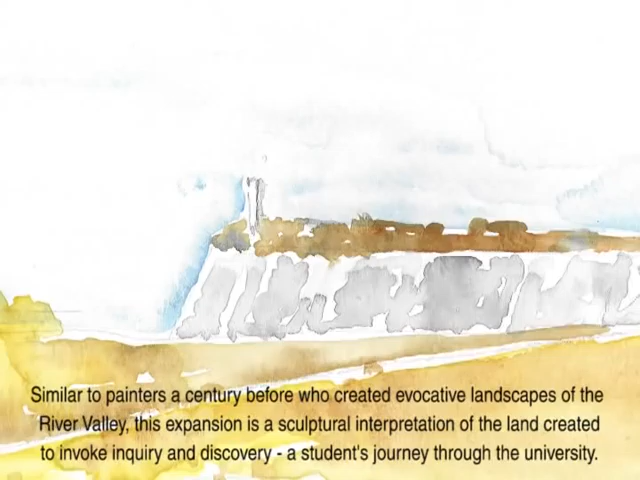 Similar to painters a century before who created evocative landscapes of the
River Valley, this expansion is a sculptural interpretation of the land created
to invoke inquiry and discovery - a student's journey through the university.